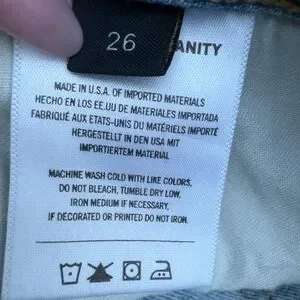 26
ANITY
MADE IN U.S.A. OF IMPORTED MATERIALS
HECHO EN LOS EE.UU DE MATERIALES IMPORTADA
FABRIQUÉ AUX ETATS-UNIS DU MATÉRIELS IMPORTÉ
HERGESTELLT IN DEN USA MIT
IMPORTIERTEM MATERIAL
MACHINE WASH COLD WITH LIKE COLORS,
DO NOT BLEACH, TUMBLE DRY LOW,
IRON MEDIUM IF NECESSARY,
IF DECORATED OR PRINTED DO NOT IRON.